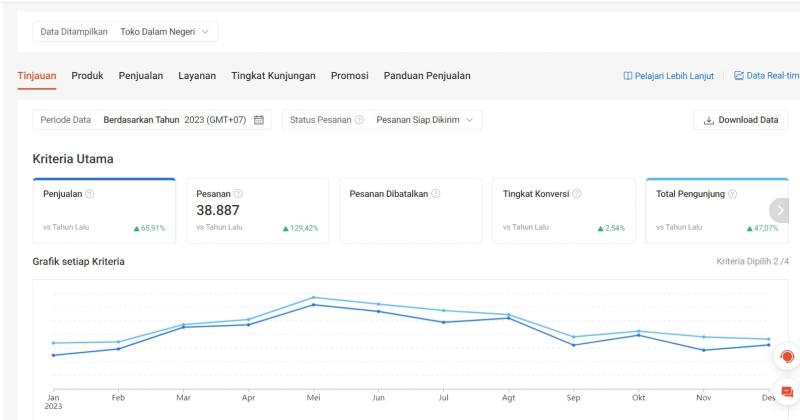 Data Ditampilkan Toko Dalam Negeri
Tinjauan Produk Penjualan Layanan Tingkat Kunjungan Promosi Panduan Penjualan Pelajari Lebih Lanjut Data Real-tim
Periode Data Berdasarkan Tahun 2023 (GMT+07) Status Pesanan Pesanan Siap Dikirim Download Data
Kriteria Utama
Penjualan Pesanan Pesanan Dibatalkan Tingkat Konversi Total Pengunjung
38.887
vs Tahun Lalu 65,91% vs Tahun Lalu 129,42% vs Tahun Lalu 2,54% vs Tahun Lalu 47,07%
Grafik setiap Kriteria Kriteria Dipilih 2 /4
Jan Feb Mar Apr Mei Jun Jul Agt Sep Okt Nov Des
2023